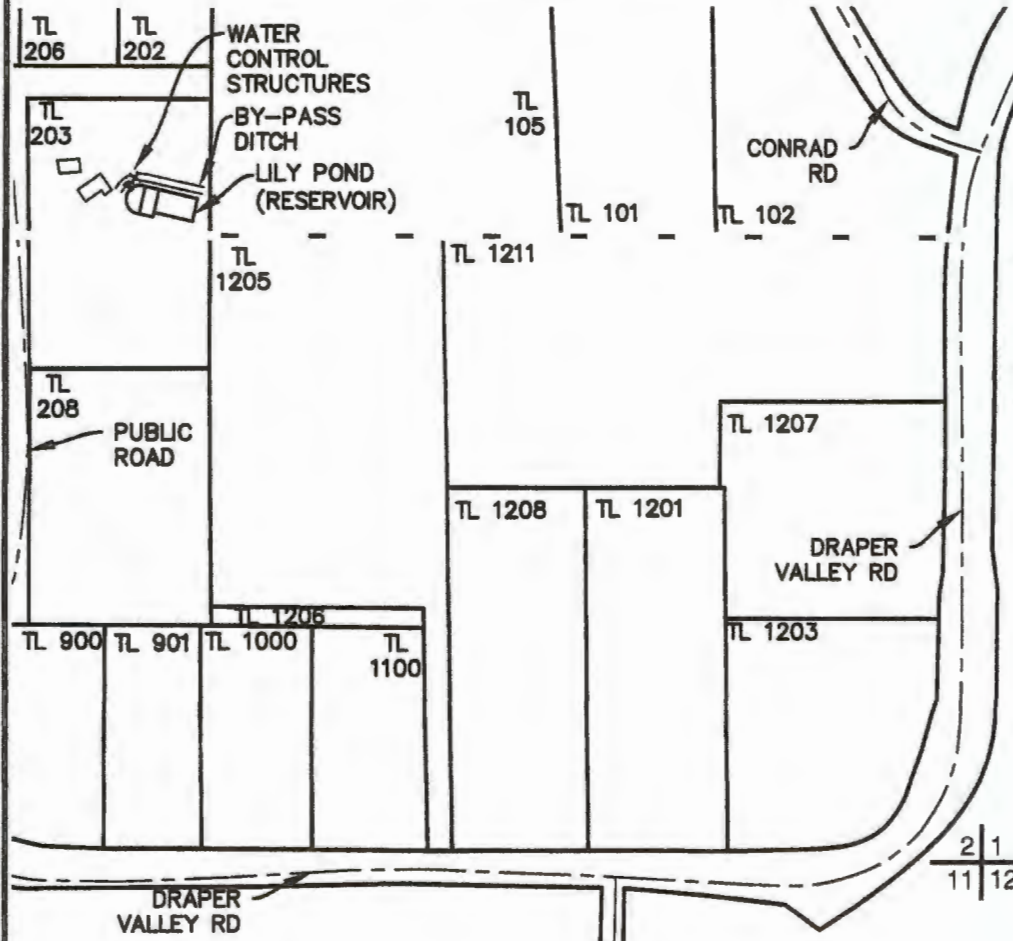 TL
206
TL
202
WATER
CONTROL
STRUCTURES
TL
203
BY-PASS
DITCH
LILY POND
(RESERVOIR)
TL
105
CONRAD
RD
TL 101
TL 102
TL
1205
TL 1211
TL
208
PUBLIC
ROAD
TL 1207
TL 1208
TL 1201
DRAPER
VALLEY RD
TL 1206
TL 1203
TL 900
TL 901
TL 1000
TL
1100
2 1
11 12
DRAPER
VALLEY RD